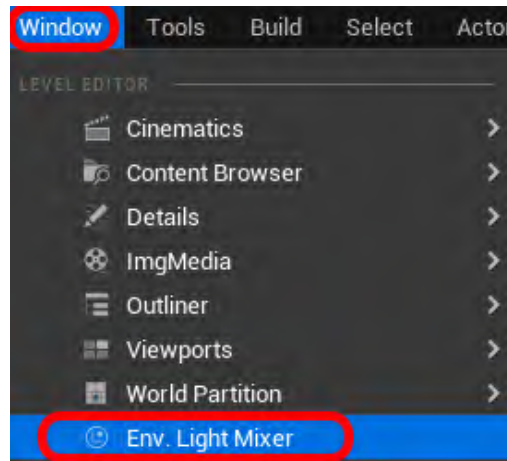 Window Tools Build Select Acto
LEVEL EDITOR
Cinematics
Content Browser
Details
ImgMedia
Outliner
Viewports
World Partition
Env. Light Mixer